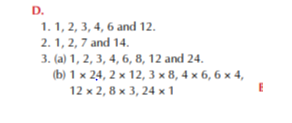 D.
1. 1, 2, 3, 4, 6 and 12.
2. 1, 2, 7 and 14.
3. (a) 1, 2, 3, 4, 6, 8, 12 and 24.
(b) 1 × 24, 2 × 12, 3 × 8, 4 × 6, 6 × 4,
12 × 2, 8 × 3, 24 × 1